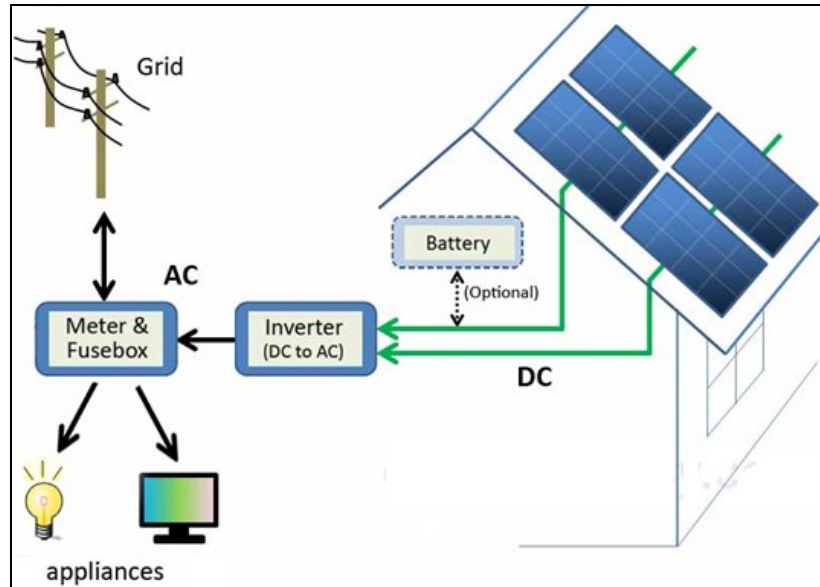 Grid
Battery
(Optional)
AC
Meter &
Fusebox
Inverter
(DC to AC)
DC
appliances